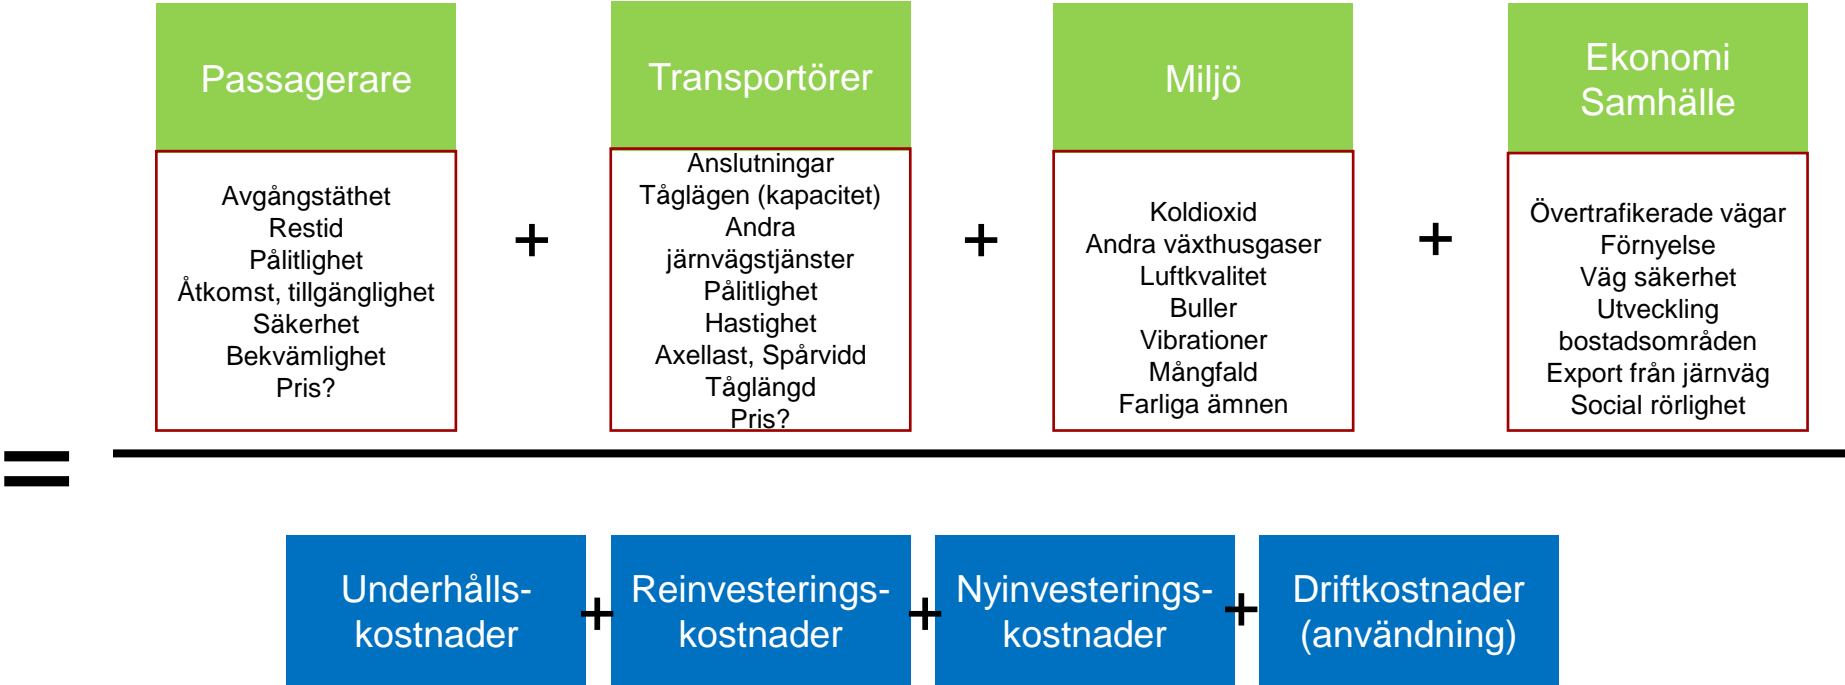 Passagerare
Avgångstäthet
Restid
Pålitlighet
Åtkomst, tillgänglighet
Säkerhet
Bekvämlighet
Pris?
+
Transportörer
Anslutningar
Tåglägen (kapacitet)
Andra
järnvägstjänster
Pålitlighet
Hastighet
Axellast, Spårvidd
Tåglängd
Pris?
+
Miljö
Koldioxid
Andra växthusgaser
Luftkvalitet
Buller
Vibrationer
Mångfald
Farliga ämnen
+
Ekonomi
Samhälle
Övertrafikerade vägar
Förnyelse
Väg säkerhet
Utveckling
bostadsområden
Export från järnväg
Social rörlighet
=
Underhålls-
kostnader
+
Reinvesterings-
kostnader
+
Nyinvesterings-
kostnader
+
Driftkostnader
(användning)